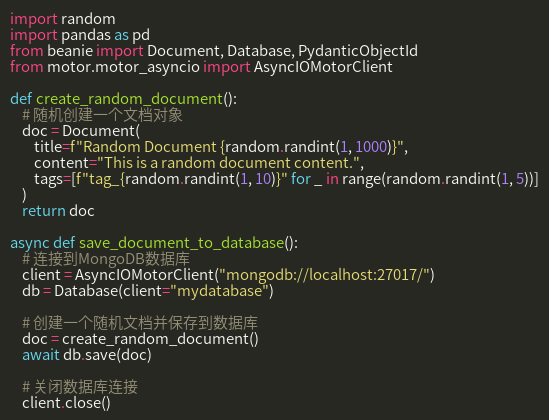 import random
import pandas as pd
from beanie import Document, Database, PydanticObjectId
from motor.motor_asyncio import AsyncIOMotorClient

def create_random_document():
    # 随机创建一个文档对象
    doc = Document(
        title=f"Random Document {random.randint(1, 1000)}",
        content="This is a random document content.",
        tags=[f"tag_{random.randint(1, 10)}" for _ in range(random.randint(1, 5))]
    )
    return doc

async def save_document_to_database():
    # 连接到MongoDB数据库
    client = AsyncIOMotorClient("mongodb://localhost:27017/")
    db = Database(client="mydatabase")

    # 创建一个随机文档并保存到数据库
    doc = create_random_document()
    await db.save(doc)

    # 关闭数据库连接
    client.close()